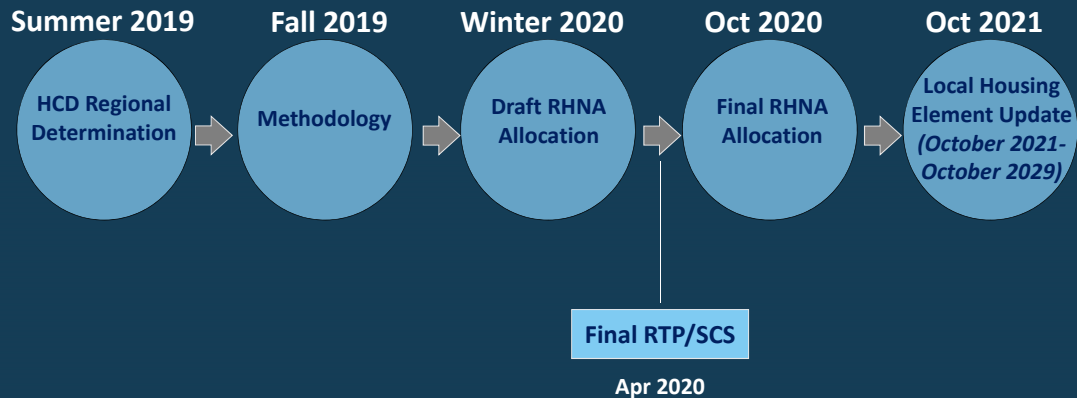 Summer 2019
Fall 2019
Winter 2020
Oct 2020
Oct 2021
HCD Regional
Determination
Methodology
Draft RHNA
Allocation
Final RHNA
Allocation
Local Housing
Element Update
(October 2021-
October 2029)
Final RTP/SCS
Apr 2020